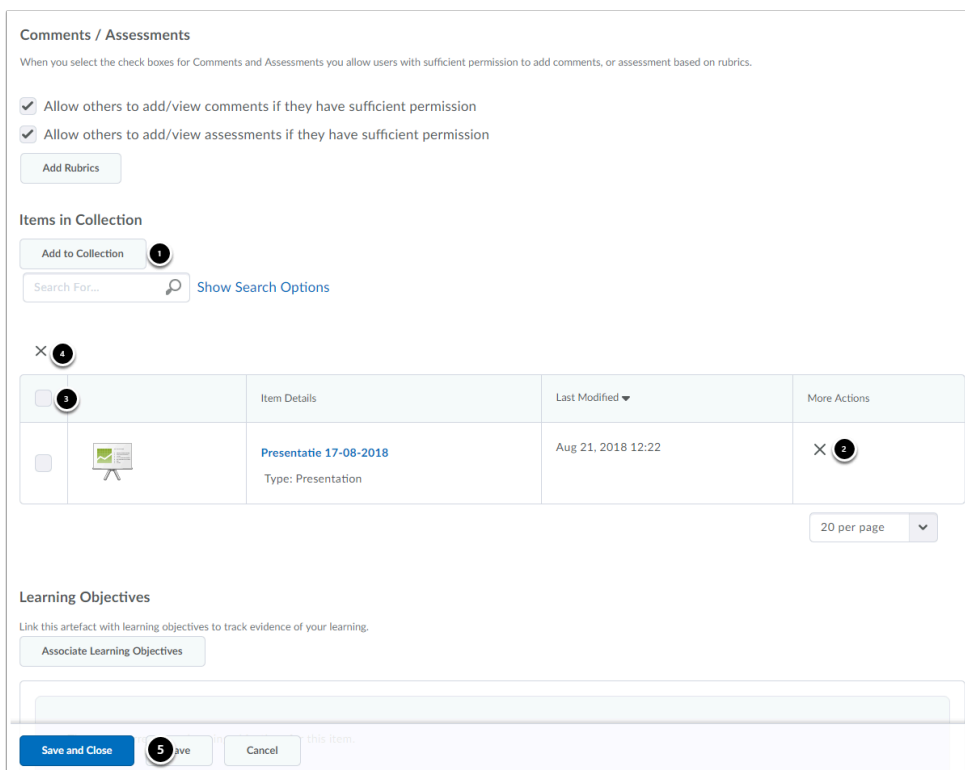 Comments / Assessments
When you select the check boxes for Comments and Assessments you allow users with sufficient permission to add comments, or assessment based on rubrics.
Allow others to add/view comments if they have sufficient permission
Allow others to add/view assessments if they have sufficient permission
Add Rubrics
Items in Collection
Add to Collection 1
Search For... Show Search Options
4
3 Item Details Last Modified More Actions
Presentatie 17-08-2018 Aug 21, 2018 12:22 2
Type: Presentation
20 per page
Learning Objectives
Link this artefact with learning objectives to track evidence of your learning.
Associate Learning Objectives
this item.
Save and Close 5 ave Cancel